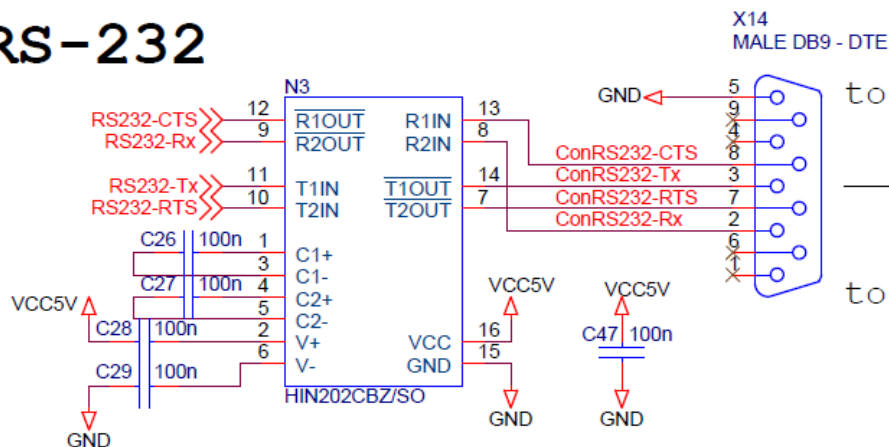 RS-232
X14
MALE DB9 - DTE
N3
RS232-CTS 12 R1OUT R1IN 13
RS232-Rx 9 R2OUT R2IN 8
RS232-Tx 11 T1IN T1OUT 14
RS232-RTS 10 T2IN T2OUT 7
C26 100n 1 C1+
3 C1-
C27 100n 4 C2+
5 C2-
VCC5V C28 100n 2 V+ VCC 16 VCC5V
C29 100n 6 V- GND 15 GND
GND
HIN202CBZ/SO
VCC5V
C47 100n
GND
GND 5 to
9
4
ConRS232-CTS 8
ConRS232-Tx 3
ConRS232-RTS 7
ConRS232-Rx 2
6
1 to